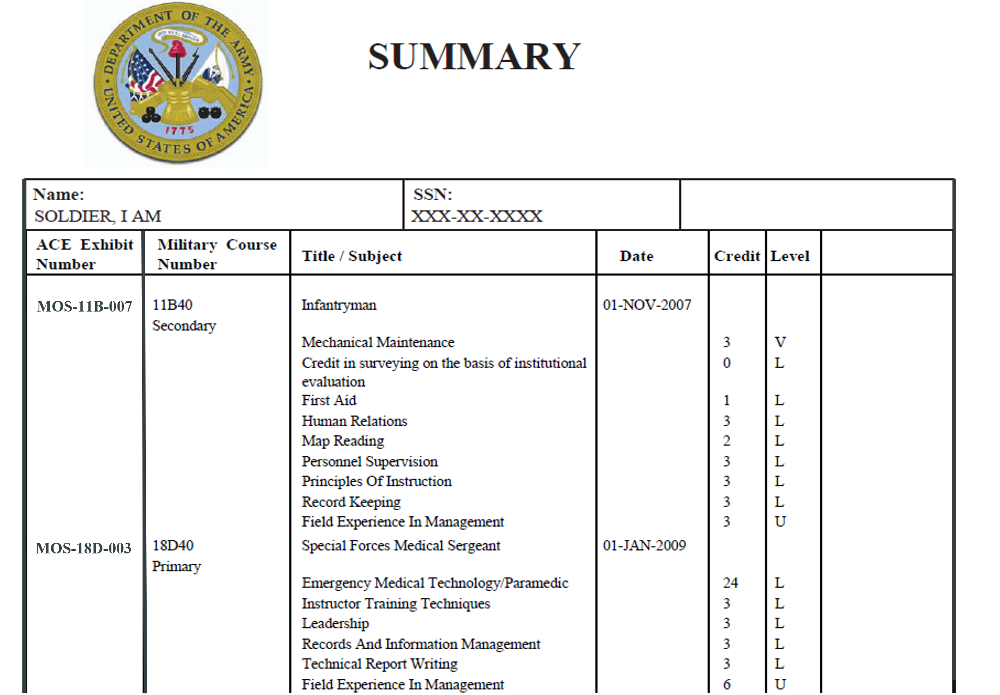 DEPARTMENT OF THE ARMY
UNITED STATES OF AMERICA
1775
SUMMARY
Name: SSN:
SOLDIER, I AM XXX-XX-XXXX
ACE Exhibit Number Military Course Number Title / Subject Date Credit Level
MOS-11B-007 11B40 Infantryman 01-NOV-2007
Secondary
Mechanical Maintenance 3 V
Credit in surveying on the basis of institutional 0 L
evaluation
First Aid 1 L
Human Relations 3 L
Map Reading 2 L
Personnel Supervision 3 L
Principles Of Instruction 3 L
Record Keeping 3 L
Field Experience In Management 3 U
MOS-18D-003 18D40 Special Forces Medical Sergeant 01-JAN-2009
Primary
Emergency Medical Technology/Paramedic 24 L
Instructor Training Techniques 3 L
Leadership 3 L
Records And Information Management 3 L
Technical Report Writing 3 L
Field Experience In Management 6 U